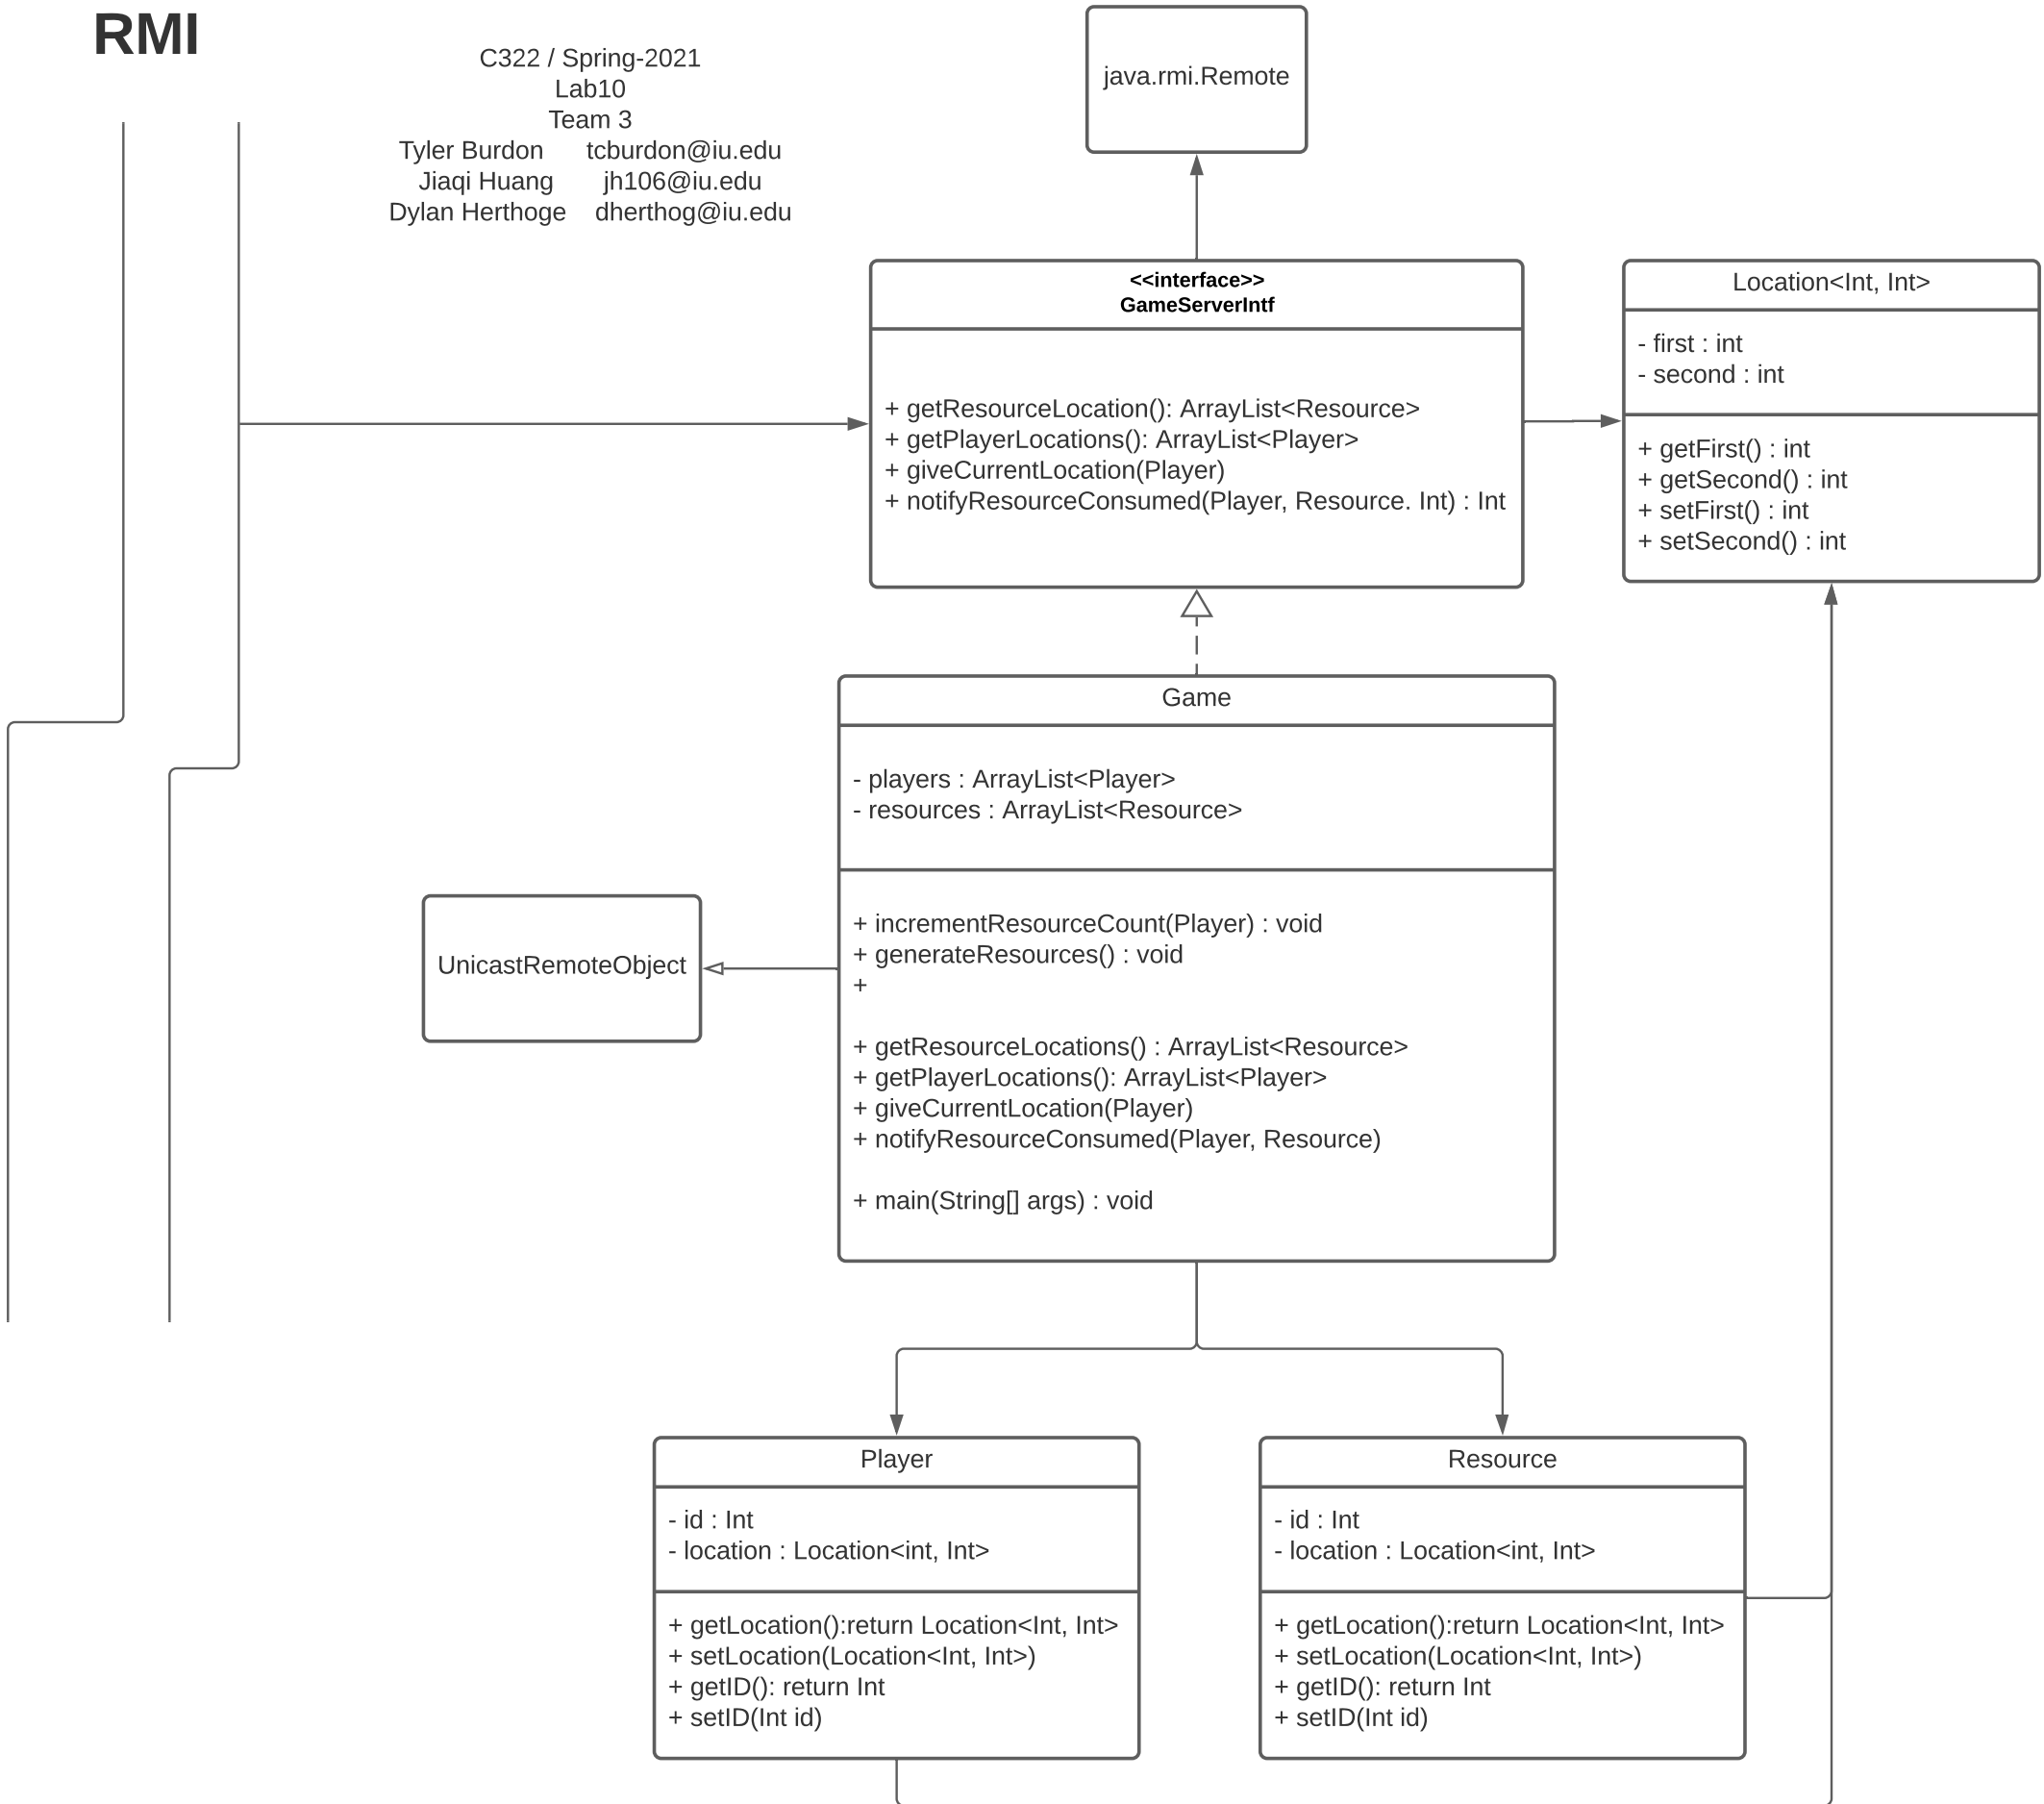 RMI
C322 / Spring-2021
Lab10
Team 3
Tyler Burdon tcburdon@iu.edu
Jiaqi Huang jh106@iu.edu
Dylan Herthoge dherthog@iu.edu
java.rmi.Remote
<<interface>>
GameServerIntf
+ getResourceLocation(): ArrayList<Resource>
+ getPlayerLocations(): ArrayList<Player>
+ giveCurrentLocation(Player)
+ notifyResourceConsumed(Player, Resource. Int) : Int
Location<Int, Int>
- first : int
- second : int
+ getFirst() : int
+ getSecond() : int
+ setFirst() : int
+ setSecond() : int
Game
- players : ArrayList<Player>
- resources : ArrayList<Resource>
+ incrementResourceCount(Player) : void
+ generateResources() : void
+
+ getResourceLocations() : ArrayList<Resource>
+ getPlayerLocations(): ArrayList<Player>
+ giveCurrentLocation(Player)
+ notifyResourceConsumed(Player, Resource)
+ main(String[] args) : void
UnicastRemoteObject
Player
- id : Int
- location : Location<int, Int>
+ getLocation():return Location<Int, Int>
+ setLocation(Location<Int, Int>)
+ getID(): return Int
+ setID(Int id)
Resource
- id : Int
- location : Location<int, Int>
+ getLocation():return Location<Int, Int>
+ setLocation(Location<Int, Int>)
+ getID(): return Int
+ setID(Int id)